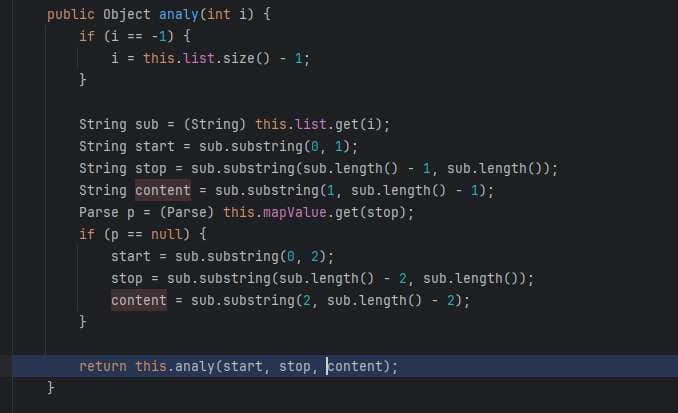 public Object analy(int i) {
if (i == -1) {
i = this.list.size() - 1;
}
String sub = (String) this.list.get(i);
String start = sub.substring(0, 1);
String stop = sub.substring(sub.length() - 1, sub.length());
String content = sub.substring(1, sub.length() - 1);
Parse p = (Parse) this.mapValue.get(stop);
if (p == null) {
start = sub.substring(0, 2);
stop = sub.substring(sub.length() - 2, sub.length());
content = sub.substring(2, sub.length() - 2);
}
return this.analy(start, stop, content);
}